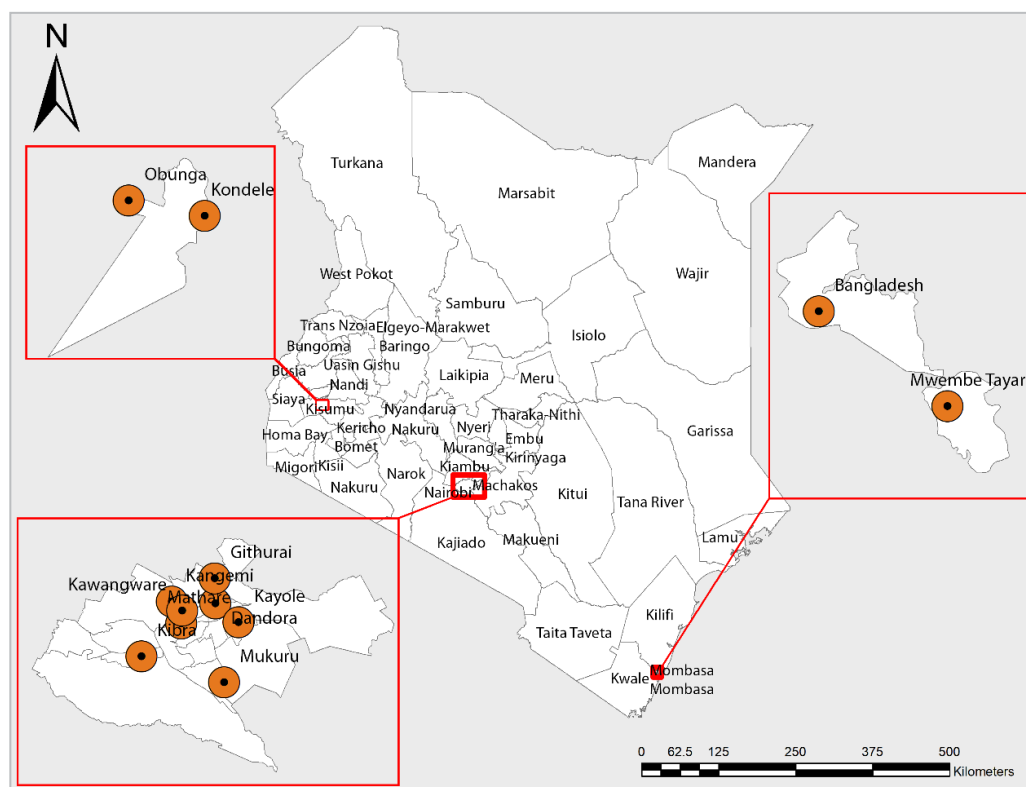 N
Obunga
Kondele
Turkana
Marsabit
Mandera
Wajir
West Pokot
Samburu
Isiolo
Trans Nzoia
Elgeyo-Marakwet
Bungoma
Baringo
Busia
Uasin Gishu
Nandi
Laikipia
Meru
Siaya
Kisumu
Nyandarua
Tharaka-Nithi
Homa Bay
Kericho
Nakuru
Nyeri
Embu
Garissa
Bomet
Murang'a
Kirinyaga
Migori
Kisii
Narok
Kiambu
Nakuru
Nairobi
Machakos
Kitui
Tana River
Kajiado
Makueni
Lamu
Taita Taveta
Kilifi
Kwale
Mombasa
Mombasa
Bangladesh
Mwembe Tayar
Githurai
Kawangware
Kangemi
Mathare
Kayole
Kibra
Dandora
Mukuru
0 62.5 125 250 375 500
Kilometers